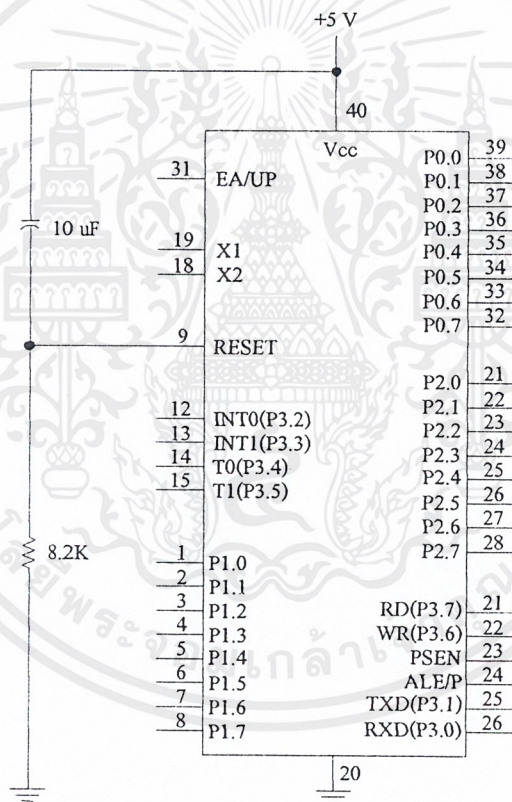 +5 V
40
Vcc
31 EA/UP
19 X1
18 X2
9 RESET
12 INT0(P3.2)
13 INT1(P3.3)
14 T0(P3.4)
15 T1(P3.5)
1 P1.0
2 P1.1
3 P1.2
4 P1.3
5 P1.4
6 P1.5
7 P1.6
8 P1.7
10 uF
8.2K
P0.0 39
P0.1 38
P0.2 37
P0.3 36
P0.4 35
P0.5 34
P0.6 33
P0.7 32
P2.0 21
P2.1 22
P2.2 23
P2.3 24
P2.4 25
P2.5 26
P2.6 27
P2.7 28
RD(P3.7) 21
WR(P3.6) 22
PSEN 23
ALE/P 24
TXD(P3.1) 25
RXD(P3.0) 26
20